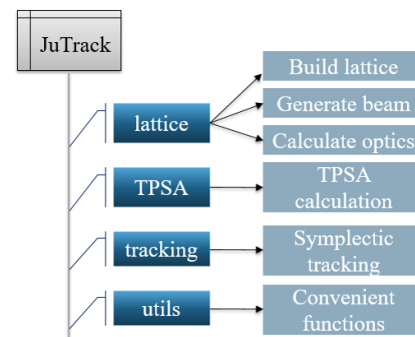 JuTrack
Build lattice
Generate beam
lattice
Calculate optics
TPSA
TPSA
calculation
tracking
Symplectic
tracking
utils
Convenient
functions